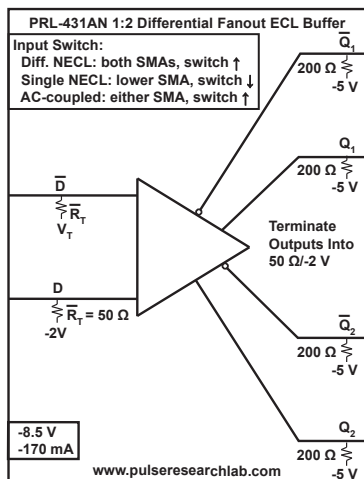 PRL-431AN 1:2 Differential Fanout ECL Buffer
Input Switch:
Diff. NECL: both SMAs, switch ↑
Single NECL: lower SMA, switch ↓
AC-coupled: either SMA, switch ↑
Q̅1
200 Ω
-5 V
Q1
200 Ω
-5 V
D̅
R̅T
VT
Terminate
Outputs Into
50 Ω/-2 V
D
R̅T = 50 Ω
-2V
Q̅2
200 Ω
-5 V
Q2
200 Ω
-5 V
-8.5 V
-170 mA
www.pulseresearchlab.com